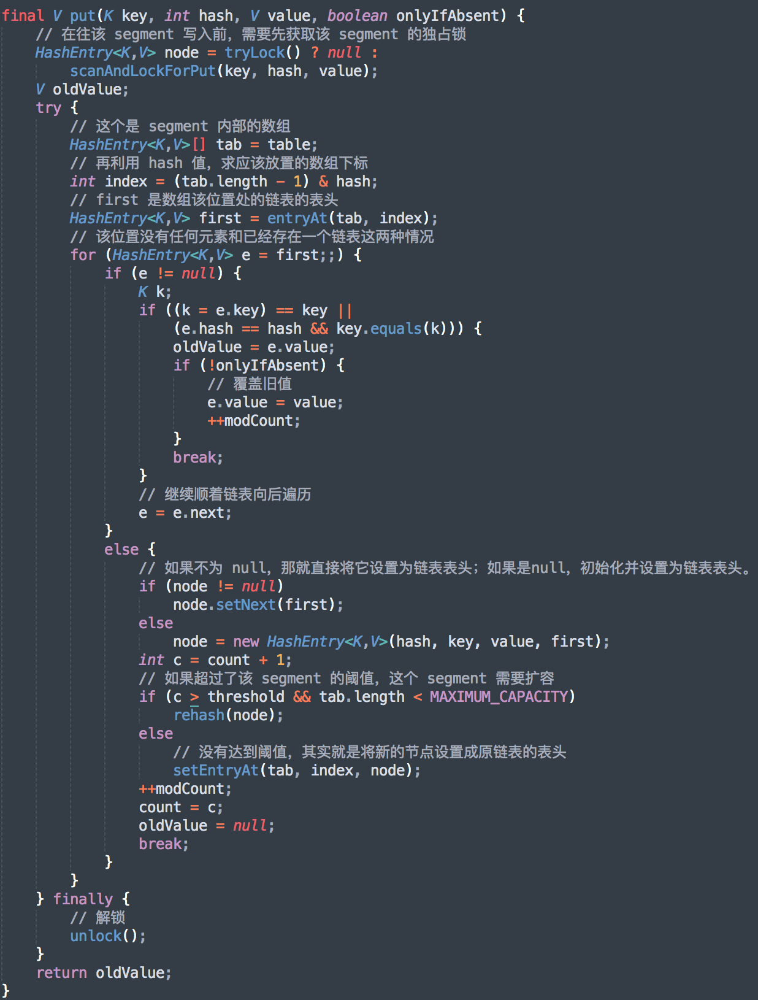 final V put(K key, int hash, V value, boolean onlyIfAbsent) {
    // 在往该 segment 写入前，需要先获取该 segment 的独占锁
    HashEntry<K,V> node = tryLock() ? null :
        scanAndLockForPut(key, hash, value);
    V oldValue;
    try {
        // 这个是 segment 内部的数组
        HashEntry<K,V>[] tab = table;
        // 再利用 hash 值，求应该放置的数组下标
        int index = (tab.length - 1) & hash;
        // first 是数组该位置处的链表的表头
        HashEntry<K,V> first = entryAt(tab, index);
        // 该位置没有任何元素和已经存在一个链表这两种情况
        for (HashEntry<K,V> e = first;;) {
            if (e != null) {
                K k;
                if ((k = e.key) == key ||
                    (e.hash == hash && key.equals(k))) {
                    oldValue = e.value;
                    if (!onlyIfAbsent) {
                        // 覆盖旧值
                        e.value = value;
                        ++modCount;
                    }
                    break;
                }
                // 继续顺着链表向后遍历
                e = e.next;
            }
            else {
                // 如果不为 null，那就直接将它设置为链表表头；如果是null，初始化并设置为链表表头。
                if (node != null)
                    node.setNext(first);
                else
                    node = new HashEntry<K,V>(hash, key, value, first);
                int c = count + 1;
                // 如果超过了该 segment 的阈值，这个 segment 需要扩容
                if (c > threshold && tab.length < MAXIMUM_CAPACITY)
                    rehash(node);
                else
                    // 没有达到阈值，其实就是将新的节点设置成原链表的表头
                    setEntryAt(tab, index, node);
                ++modCount;
                count = c;
                oldValue = null;
                break;
            }
        }
    } finally {
        // 解锁
        unlock();
    }
    return oldValue;
}